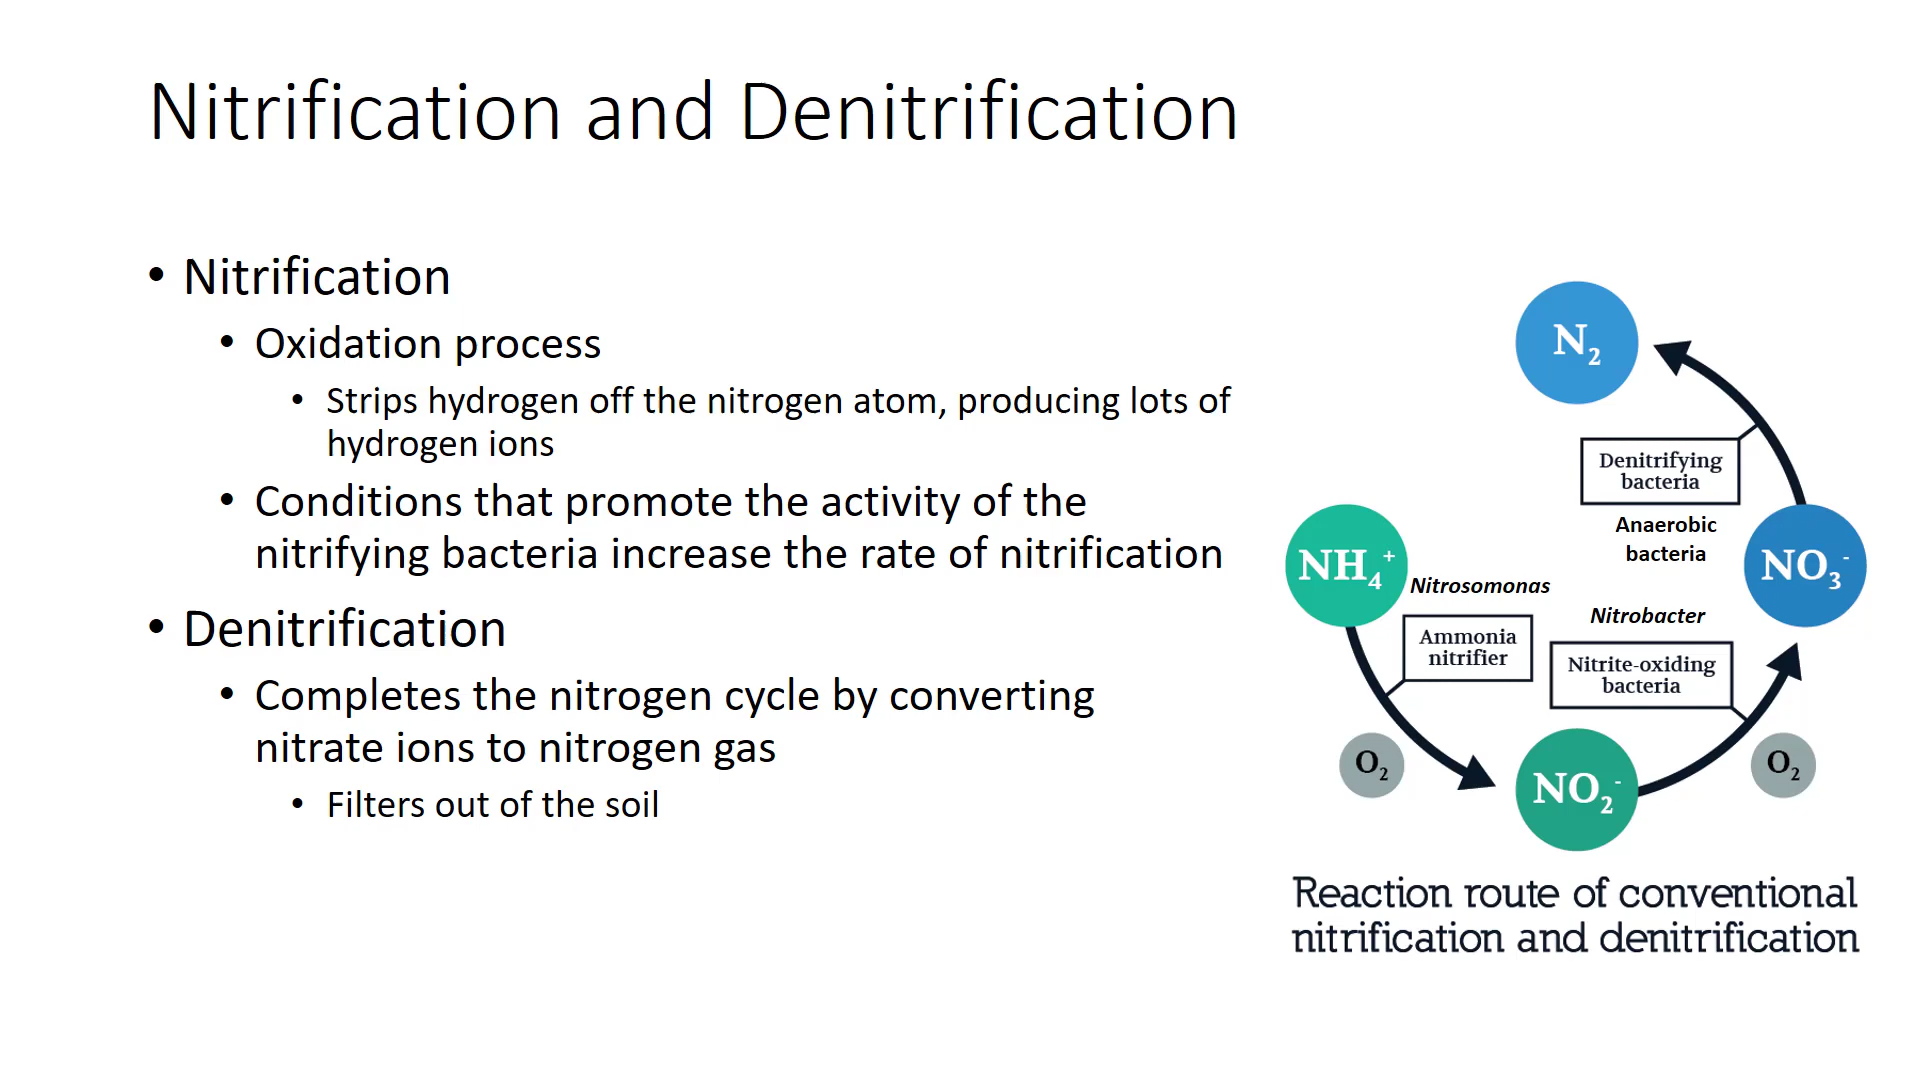 Nitrification and Denitrification
• Nitrification
• Oxidation process
• Strips hydrogen off the nitrogen atom, producing lots of
hydrogen ions
• Conditions that promote the activity of the
nitrifying bacteria increase the rate of nitrification
• Denitrification
• Completes the nitrogen cycle by converting
nitrate ions to nitrogen gas
• Filters out of the soil
N₂
Denitrifying
bacteria
Anaerobic
bacteria
NH₄⁺
NO₃⁻
Nitrosomonas
Nitrobacter
Ammonia
nitrifier
Nitrite-oxiding
bacteria
O₂
O₂
NO₂⁻
Reaction route of conventional
nitrification and denitrification